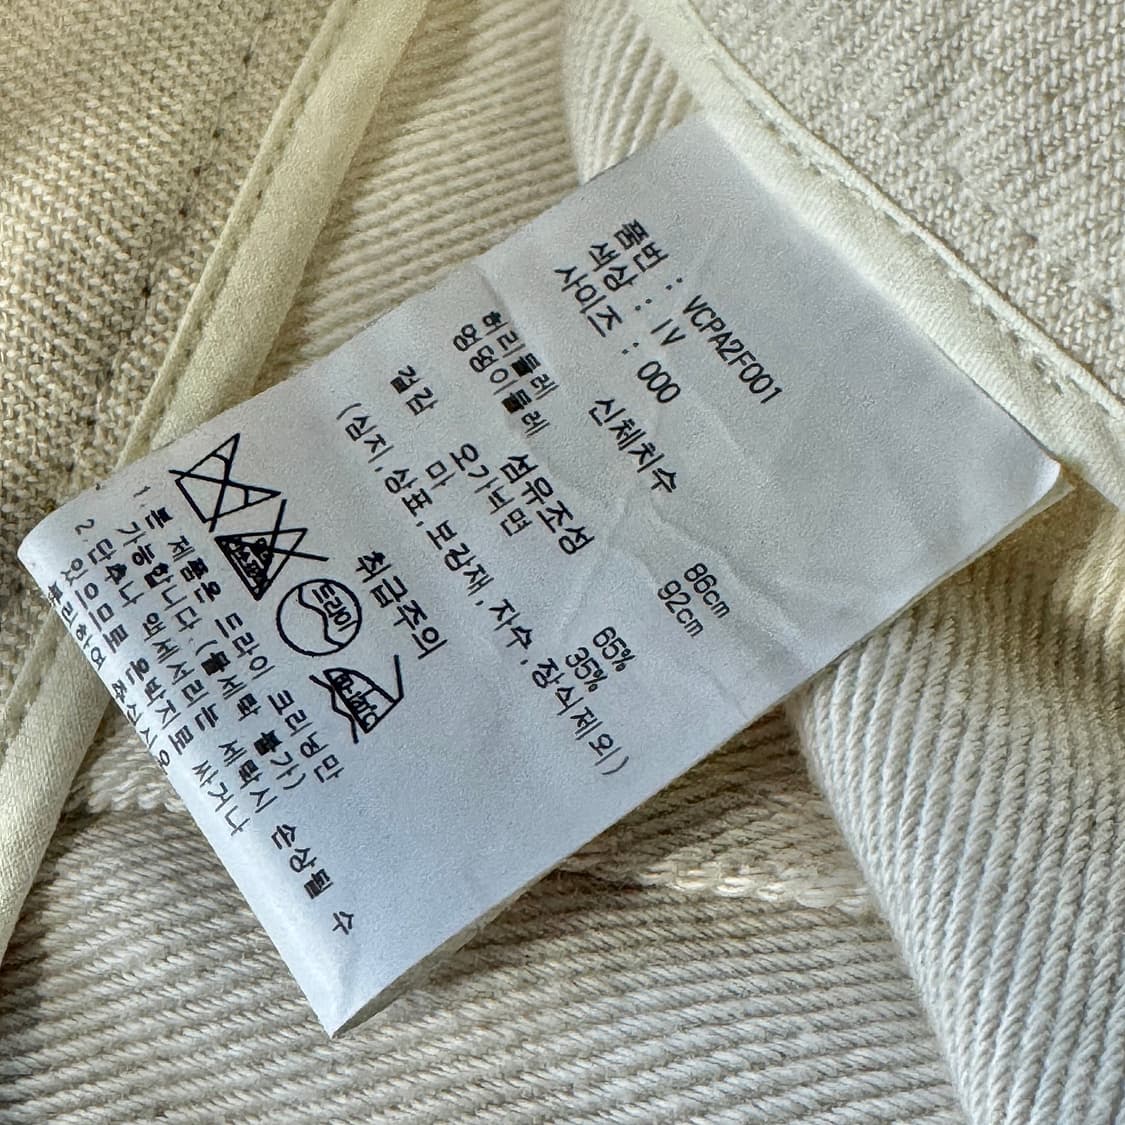 품번 : VCPA2F001
색상 : IV
사이즈 : 000
신체치수
허리둘레 86cm
엉덩이둘레 92cm
섬유조성
겉감 오가닉면 65%
마 35%
(심지,상표,보강재,자수,장식제외)
취급주의
드라이
1. 본 제품은 드라이 크리닝만
가능합니다.(물세탁 불가)
2. 단추나 악세서리는 세탁시 손상될 수
있으므로 은박지로 싸거나
분리하여 주십시오